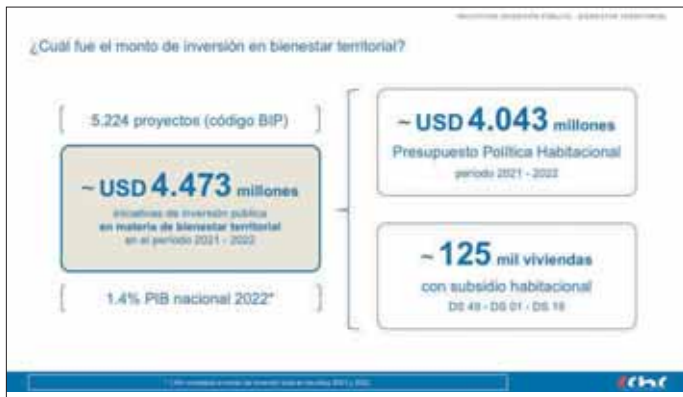 ¿Cuál fue el monto de inversión en bienestar territorial?
5.224 proyectos (código BIP)
~ USD 4.473 millones
iniciativas de inversión pública
en materia de bienestar territorial
en el período 2021 - 2022
1.4% PIB nacional 2022*
~ USD 4.043 millones
Presupuesto Política Habitacional
período 2021 - 2022
~ 125 mil viviendas
con subsidio habitacional
DS 49 - DS 01 - DS 19